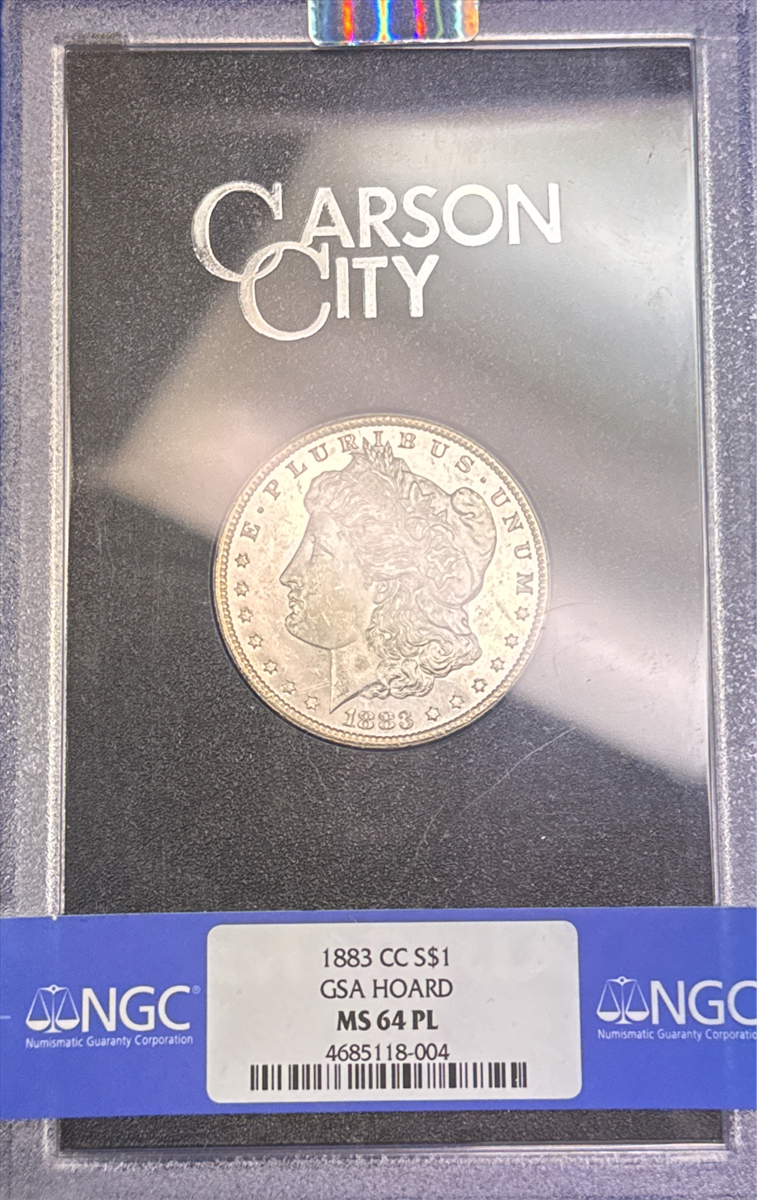 CARSON
CITY
E·PLURIBUS·UNUM
1883
NGC®
Numismatic Guaranty Corporation
1883 CC S$1
GSA HOARD
MS 64 PL
4685118-004
NGC
Numismatic Guaranty Corporatio